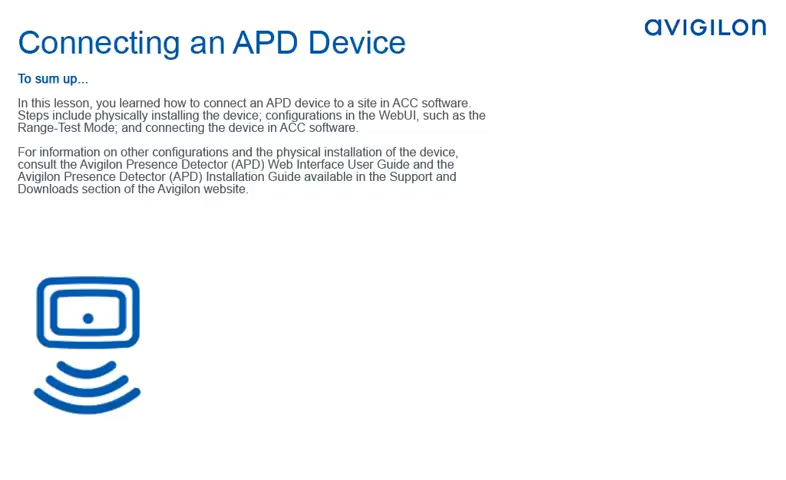 Connecting an APD Device
aVIGILON
To sum up...
In this lesson, you learned how to connect an APD device to a site in ACC software.
Steps include physically installing the device; configurations in the WebUI, such as the
Range-Test Mode; and connecting the device in ACC software.
For information on other configurations and the physical installation of the device,
consult the Avigilon Presence Detector (APD) Web Interface User Guide and the
Avigilon Presence Detector (APD) Installation Guide available in the Support and
Downloads section of the Avigilon website.